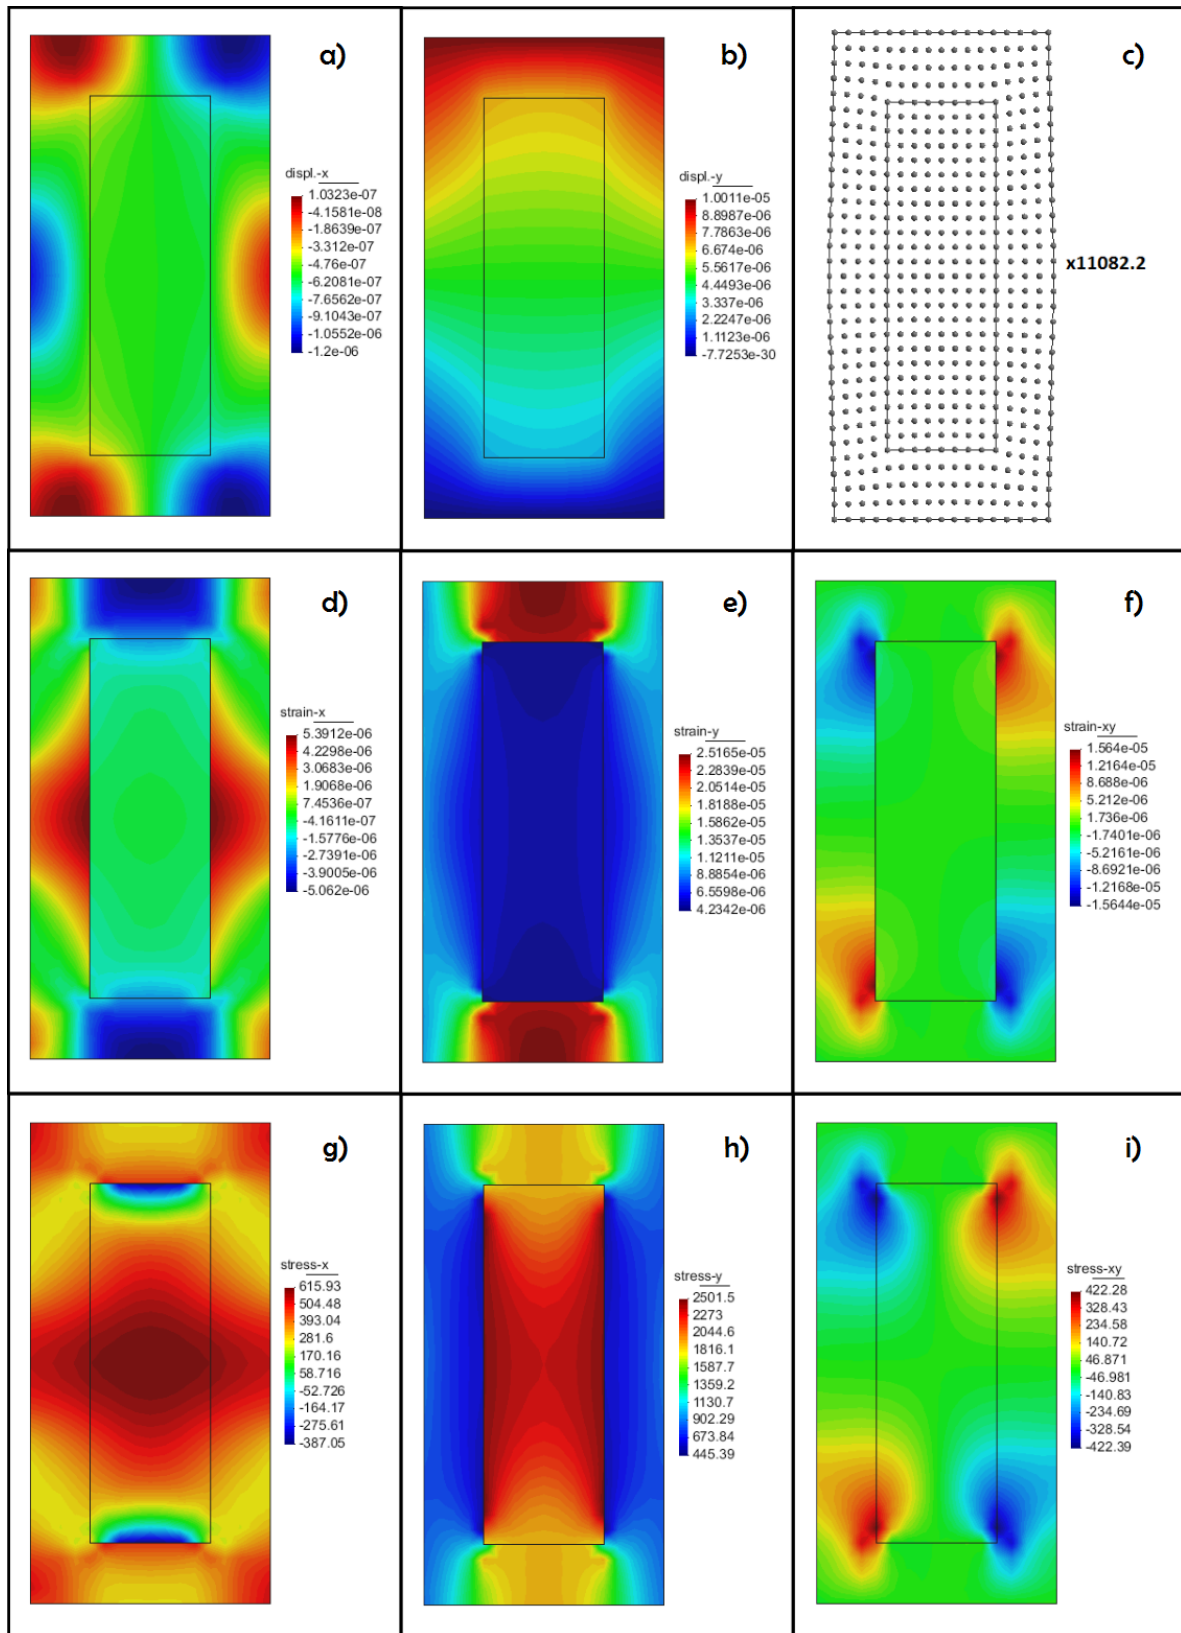 a)
displ.-x
1.0323e-07
-4.1581e-08
-1.8639e-07
-3.312e-07
-4.76e-07
-6.2081e-07
-7.6562e-07
-9.1043e-07
-1.0552e-06
-1.2e-06
b)
displ.-y
1.0011e-05
8.8987e-06
7.7863e-06
6.674e-06
5.5617e-06
4.4493e-06
3.337e-06
2.2247e-06
1.1123e-06
-7.7253e-30
c)
x11082.2
d)
strain-x
5.3912e-06
4.2298e-06
3.0683e-06
1.9068e-06
7.4536e-07
-4.1611e-07
-1.5776e-06
-2.7391e-06
-3.9005e-06
-5.062e-06
e)
strain-y
2.5165e-05
2.2839e-05
2.0514e-05
1.8188e-05
1.5862e-05
1.3537e-05
1.1211e-05
8.8854e-06
6.5598e-06
4.2342e-06
f)
strain-xy
1.564e-05
1.2164e-05
8.688e-06
5.212e-06
1.736e-06
-1.7401e-06
-5.2161e-06
-8.6921e-06
-1.2168e-05
-1.5644e-05
g)
stress-x
615.93
504.48
393.04
281.6
170.16
58.716
-52.726
-164.17
-275.61
-387.05
h)
stress-y
2501.5
2273
2044.6
1816.1
1587.7
1359.2
1130.7
902.29
673.84
445.39
i)
stress-xy
422.28
328.43
234.58
140.72
46.871
-46.981
-140.83
-234.69
-328.54
-422.39